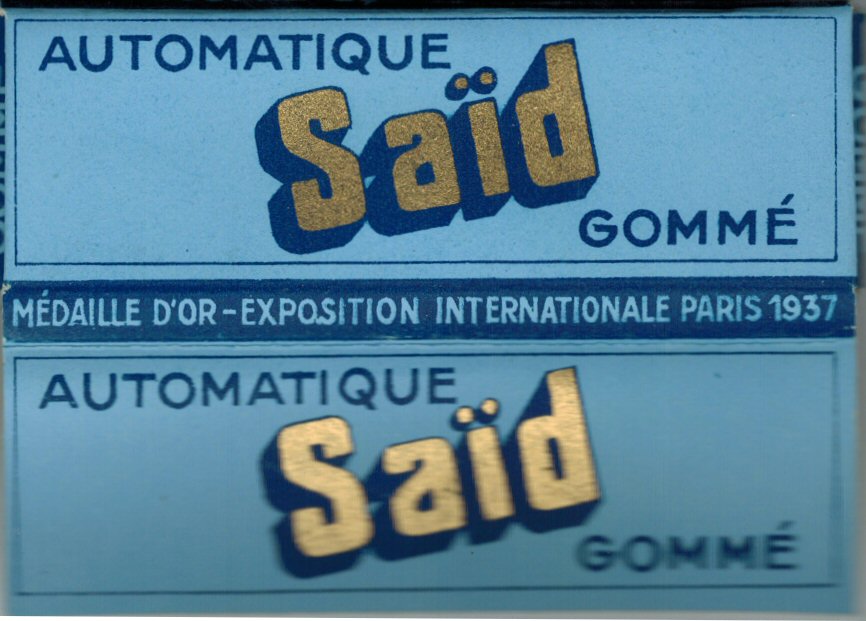 AUTOMATIQUE
Saïd
GOMMÉ
MÉDAILLE D'OR-EXPOSITION INTERNATIONALE PARIS 1937
AUTOMATIQUE
Saïd
GOMMÉ